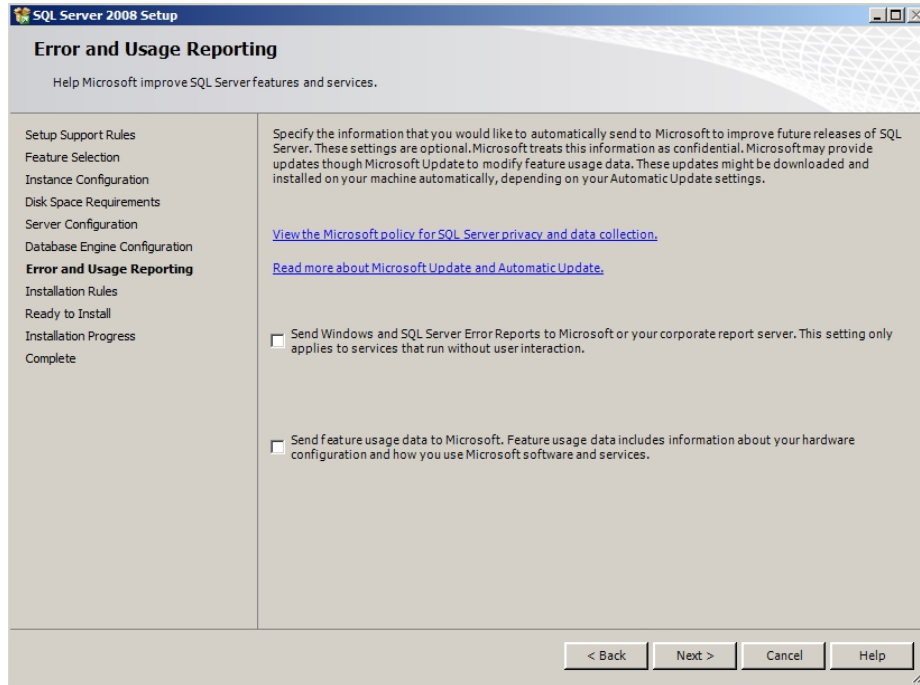 SQL Server 2008 Setup
Error and Usage Reporting
Help Microsoft improve SQL Server features and services.
Setup Support Rules
Feature Selection
Instance Configuration
Disk Space Requirements
Server Configuration
Database Engine Configuration
Error and Usage Reporting
Installation Rules
Ready to Install
Installation Progress
Complete
Specify the information that you would like to automatically send to Microsoft to improve future releases of SQL
Server. These settings are optional. Microsoft treats this information as confidential. Microsoft may provide
updates though Microsoft Update to modify feature usage data. These updates might be downloaded and
installed on your machine automatically, depending on your Automatic Update settings.
View the Microsoft policy for SQL Server privacy and data collection.
Read more about Microsoft Update and Automatic Update.
Send Windows and SQL Server Error Reports to Microsoft or your corporate report server. This setting only
applies to services that run without user interaction.
Send feature usage data to Microsoft. Feature usage data includes information about your hardware
configuration and how you use Microsoft software and services.
< Back
Next >
Cancel
Help